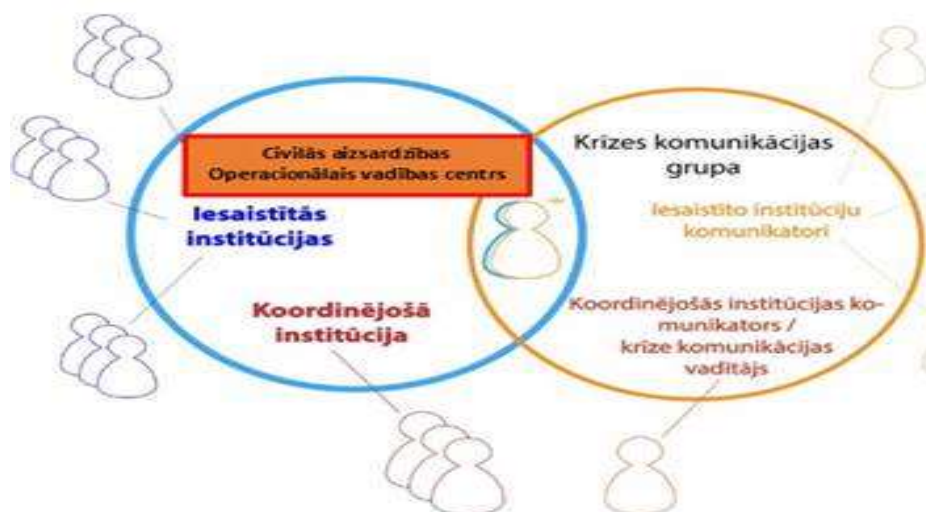 Civilās aizsardzības
Operacionālais vadības centrs
Iesaistītās
institūcijas
Koordinējošā
institūcija
Krīzes komunikācijas
grupa
Iesaistīto institūciju
komunikatori
Koordinējošās institūcijas ko-
munikators /
krīze komunikācijas
vadītājs